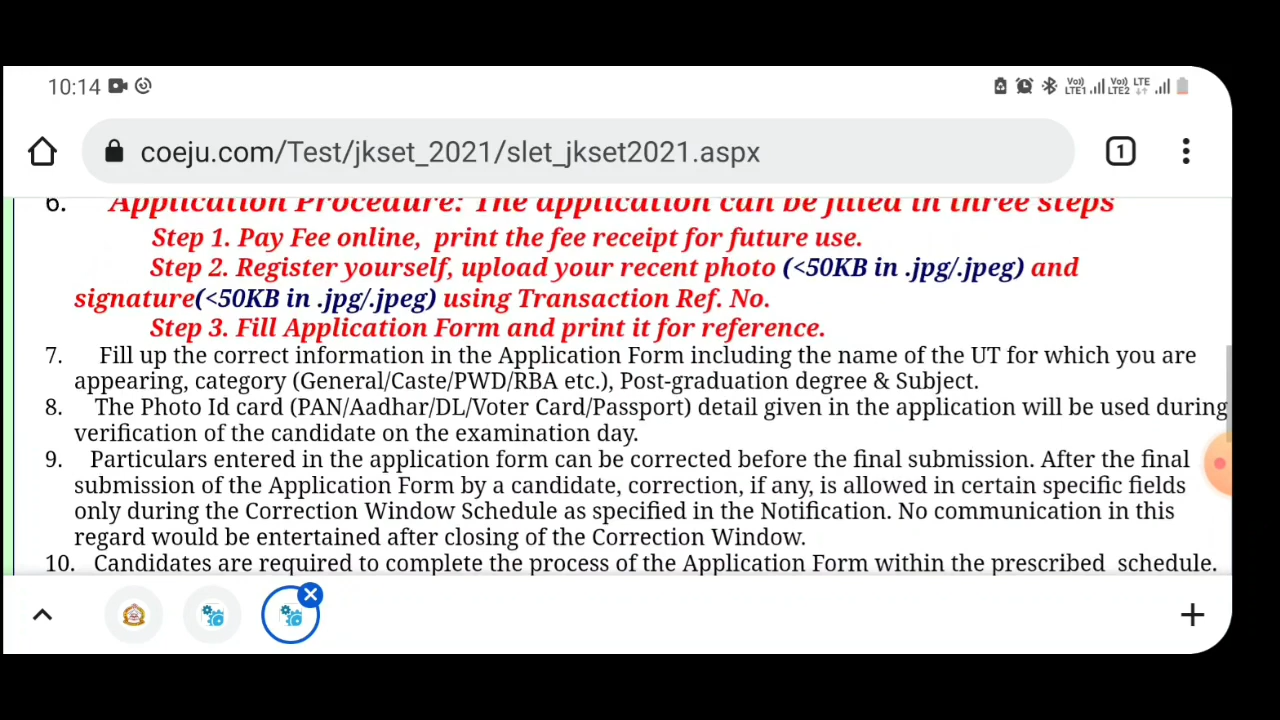 10:14 Vo) LTE1 Vo) LTE2 LTE
coeju.com/Test/jkset_2021/slet_jkset2021.aspx 1
6. Application Procedure: The application can be filled in three steps
Step 1. Pay Fee online, print the fee receipt for future use.
Step 2. Register yourself, upload your recent photo (<50KB in .jpg/.jpeg) and
signature(<50KB in .jpg/.jpeg) using Transaction Ref. No.
Step 3. Fill Application Form and print it for reference.
7. Fill up the correct information in the Application Form including the name of the UT for which you are
appearing, category (General/Caste/PWD/RBA etc.), Post-graduation degree & Subject.
8. The Photo Id card (PAN/Aadhar/DL/Voter Card/Passport) detail given in the application will be used during
verification of the candidate on the examination day.
9. Particulars entered in the application form can be corrected before the final submission. After the final
submission of the Application Form by a candidate, correction, if any, is allowed in certain specific fields
only during the Correction Window Schedule as specified in the Notification. No communication in this
regard would be entertained after closing of the Correction Window.
10. Candidates are required to complete the process of the Application Form within the prescribed schedule.